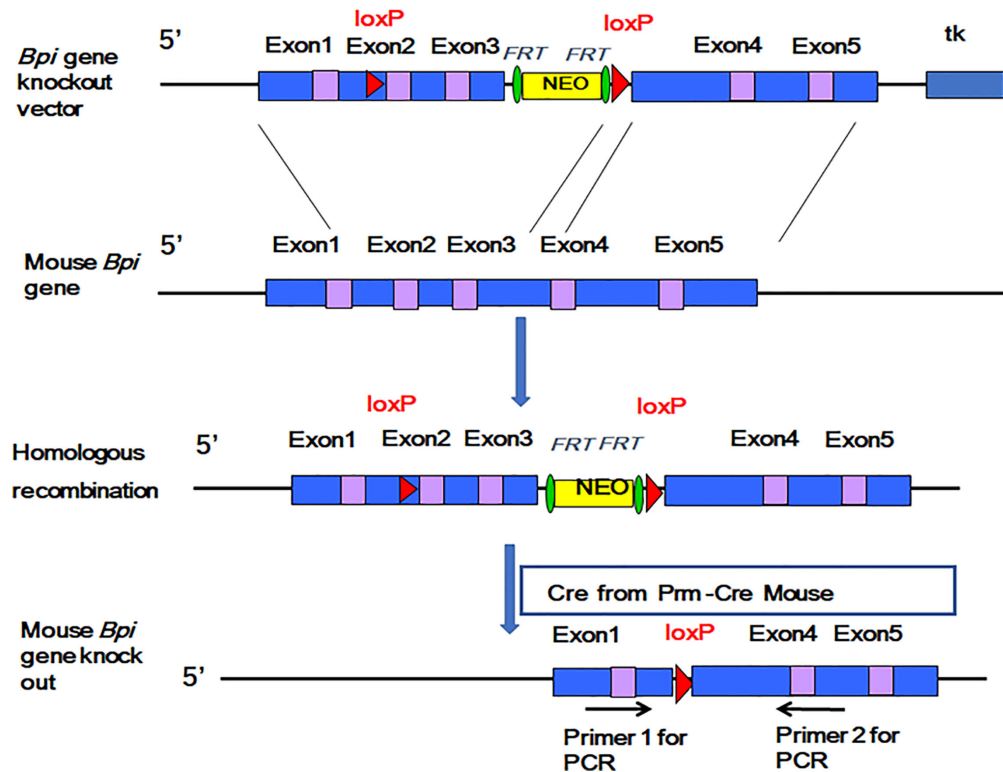 loxP loxP
5’ Exon1 Exon2 Exon3 FRT FRT Exon4 Exon5 tk
Bpi gene
knockout
vector
NEO
5’ Exon1 Exon2 Exon3 Exon4 Exon5
Mouse Bpi
gene
loxP loxP
5’ Exon1 Exon2 Exon3 FRT FRT Exon4 Exon5
Homologous
recombination
NEO
Cre from Prm-Cre Mouse
Mouse Bpi
gene knock
out
5’ Exon1 loxP Exon4 Exon5
Primer 1 for
PCR
Primer 2 for
PCR